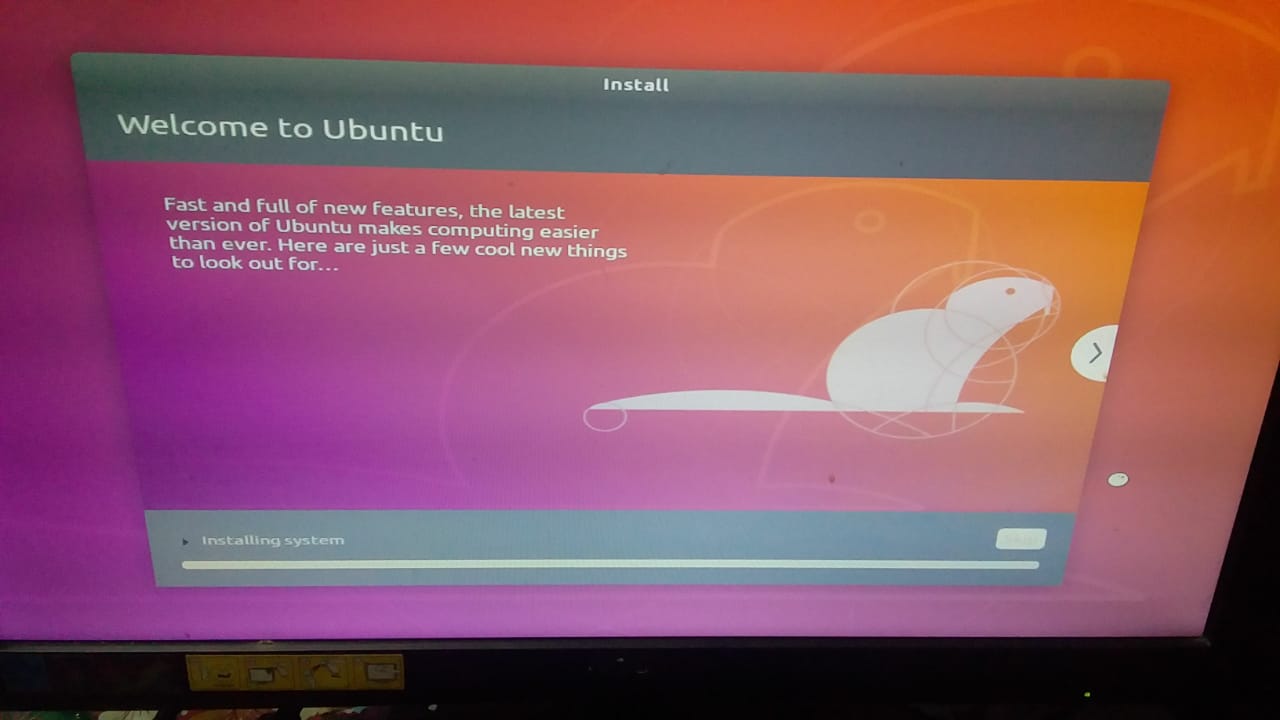 Install
Welcome to Ubuntu
Fast and full of new features, the latest
version of Ubuntu makes computing easier
than ever. Here are just a few cool new things
to look out for...
Installing system